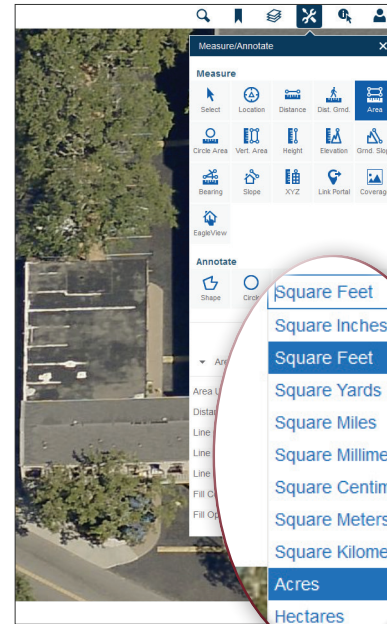 Measure/Annotate
Measure
Select Location Distance Dist. Grnd. Area
Circle Area Vert. Area Height Elevation Grnd. Slop
Bearing Slope XYZ Link Portal Coverag
EagleView
Annotate
Shape Circl
Are
Area U
Distan
Line
Line
Line
Fill C
Fill Op
Square Feet
Square Inches
Square Feet
Square Yards
Square Miles
Square Millime
Square Centim
Square Meters
Square Kilome
Acres
Hectares